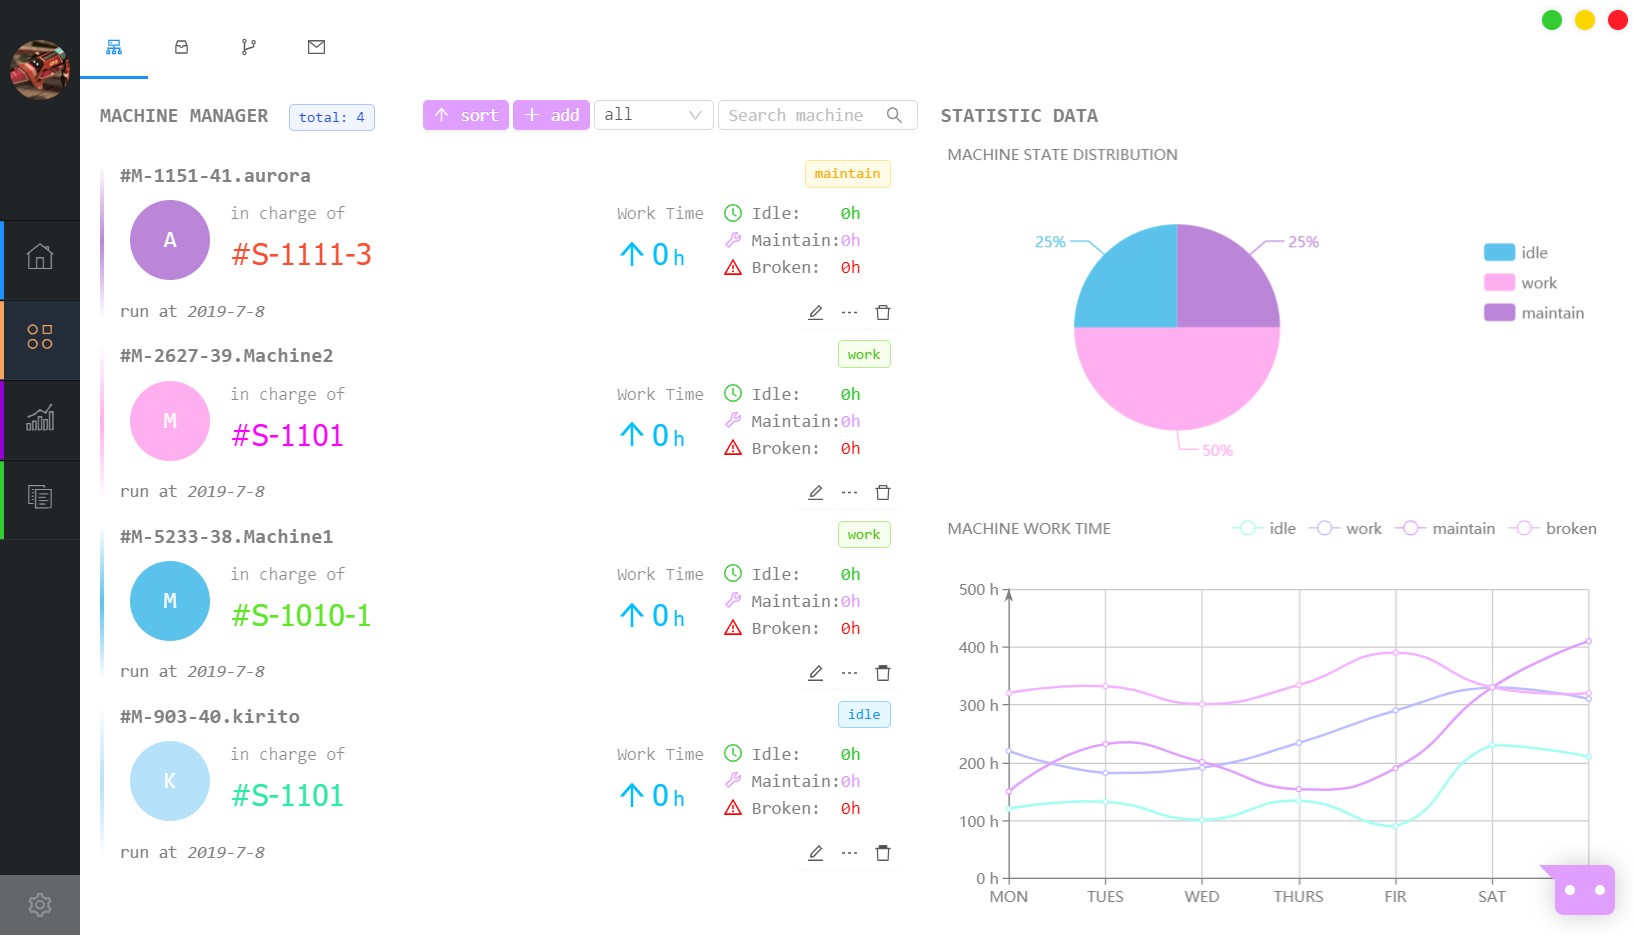 MACHINE MANAGER total: 4 sort add all Search machine
#M-1151-41.aurora maintain
A
in charge of
#S-1111-3
Work Time
0 h
Idle: 0h
Maintain:0h
Broken: 0h
run at 2019-7-8
#M-2627-39.Machine2 work
M
in charge of
#S-1101
Work Time
0 h
Idle: 0h
Maintain:0h
Broken: 0h
run at 2019-7-8
#M-5233-38.Machine1 work
M
in charge of
#S-1010-1
Work Time
0 h
Idle: 0h
Maintain:0h
Broken: 0h
run at 2019-7-8
#M-903-40.kirito idle
K
in charge of
#S-1101
Work Time
0 h
Idle: 0h
Maintain:0h
Broken: 0h
run at 2019-7-8
STATISTIC DATA
MACHINE STATE DISTRIBUTION
25% 25%
50%
idle
work
maintain
MACHINE WORK TIME idle work maintain broken
500 h
400 h
300 h
200 h
100 h
0 h
MON TUES WED THURS FIR SAT